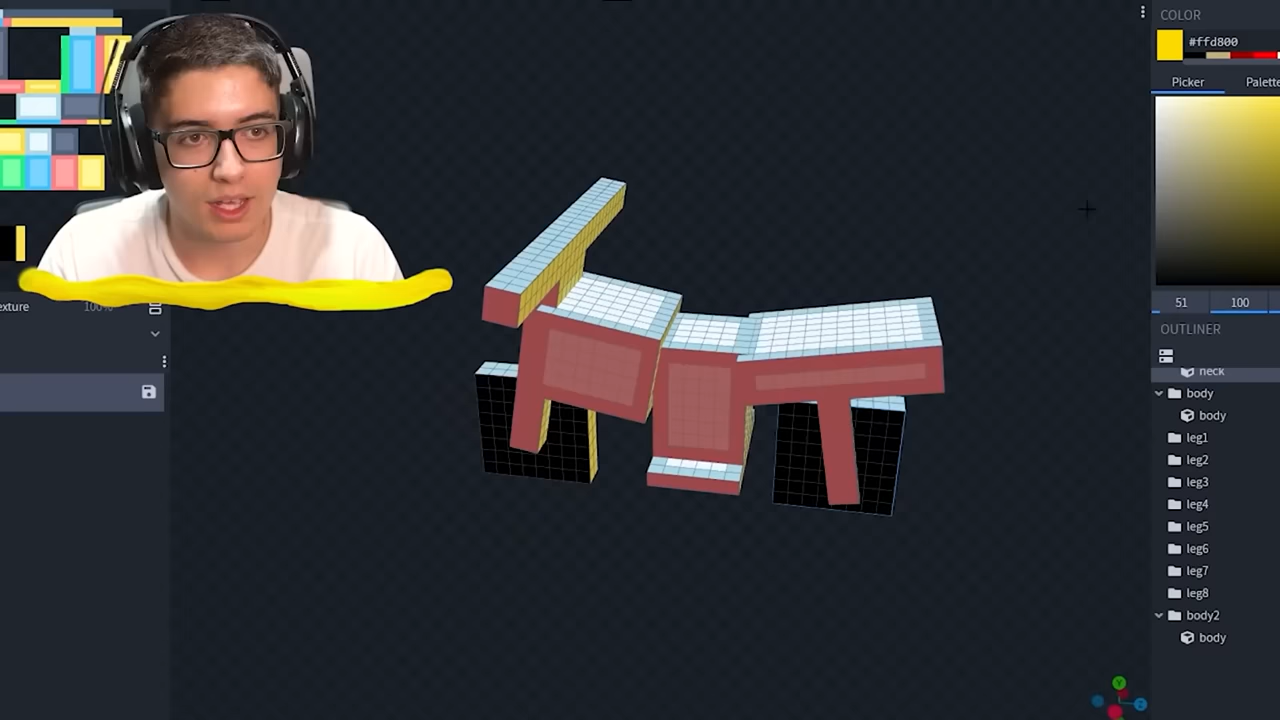 COLOR
#ffd800
Picker
Palette
exture
100%
51
100
OUTLINER
neck
body
body
leg1
leg2
leg3
leg4
leg5
leg6
leg7
leg8
body2
body
Y
Z